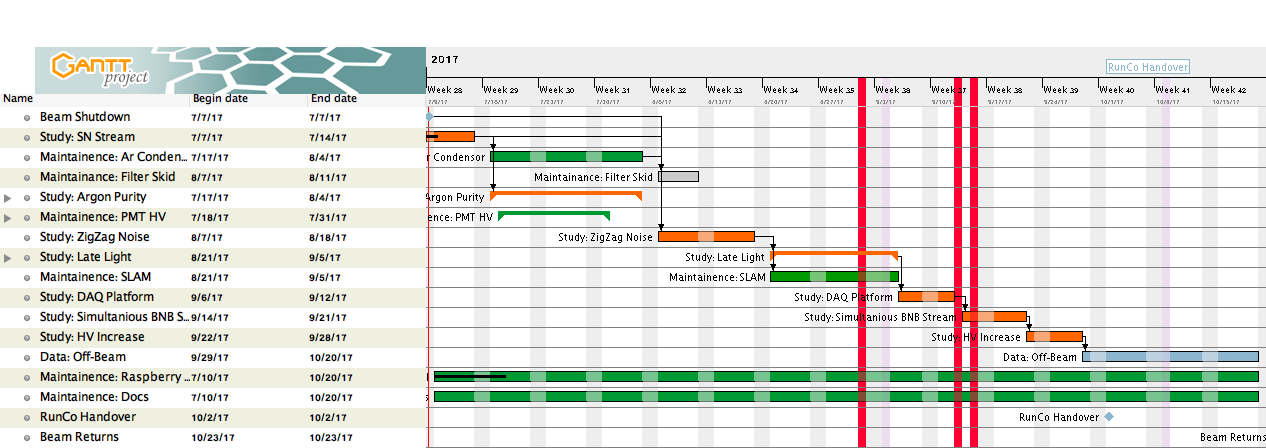 2017
GANTT
project
RunCo Handover
Name Begin date End date
Week 28 Week 29 Week 30 Week 31 Week 32 Week 33 Week 34 Week 35 Week 36 Week 37 Week 38 Week 39 Week 40 Week 41 Week 42
7/9/17 7/16/17 7/23/17 7/30/17 8/6/17 8/13/17 8/20/17 8/27/17 9/3/17 9/10/17 9/17/17 9/24/17 10/1/17 10/8/17 10/15/17
Beam Shutdown 7/7/17 7/7/17
Study: SN Stream 7/7/17 7/14/17
Maintainence: Ar Conden... 7/17/17 8/4/17 r Condensor
Maintainance: Filter Skid 8/7/17 8/11/17 Maintainance: Filter Skid
Study: Argon Purity 7/17/17 8/4/17 Argon Purity
Maintainence: PMT HV 7/18/17 7/31/17 ence: PMT HV
Study: ZigZag Noise 8/7/17 8/18/17 Study: ZigZag Noise
Study: Late Light 8/21/17 9/5/17 Study: Late Light
Maintainence: SLAM 8/21/17 9/5/17 Maintainence: SLAM
Study: DAQ Platform 9/6/17 9/12/17 Study: DAQ Platform
Study: Simultanious BNB S... 9/14/17 9/21/17 Study: Simultanious BNB Stream
Study: HV Increase 9/22/17 9/28/17 Study: HV Increase
Data: Off-Beam 9/29/17 10/20/17 Data: Off-Beam
Maintainence: Raspberry ... 7/10/17 10/20/17
Maintainence: Docs 7/10/17 10/20/17
RunCo Handover 10/2/17 10/2/17 RunCo Handover
Beam Returns 10/23/17 10/23/17 Beam Returns